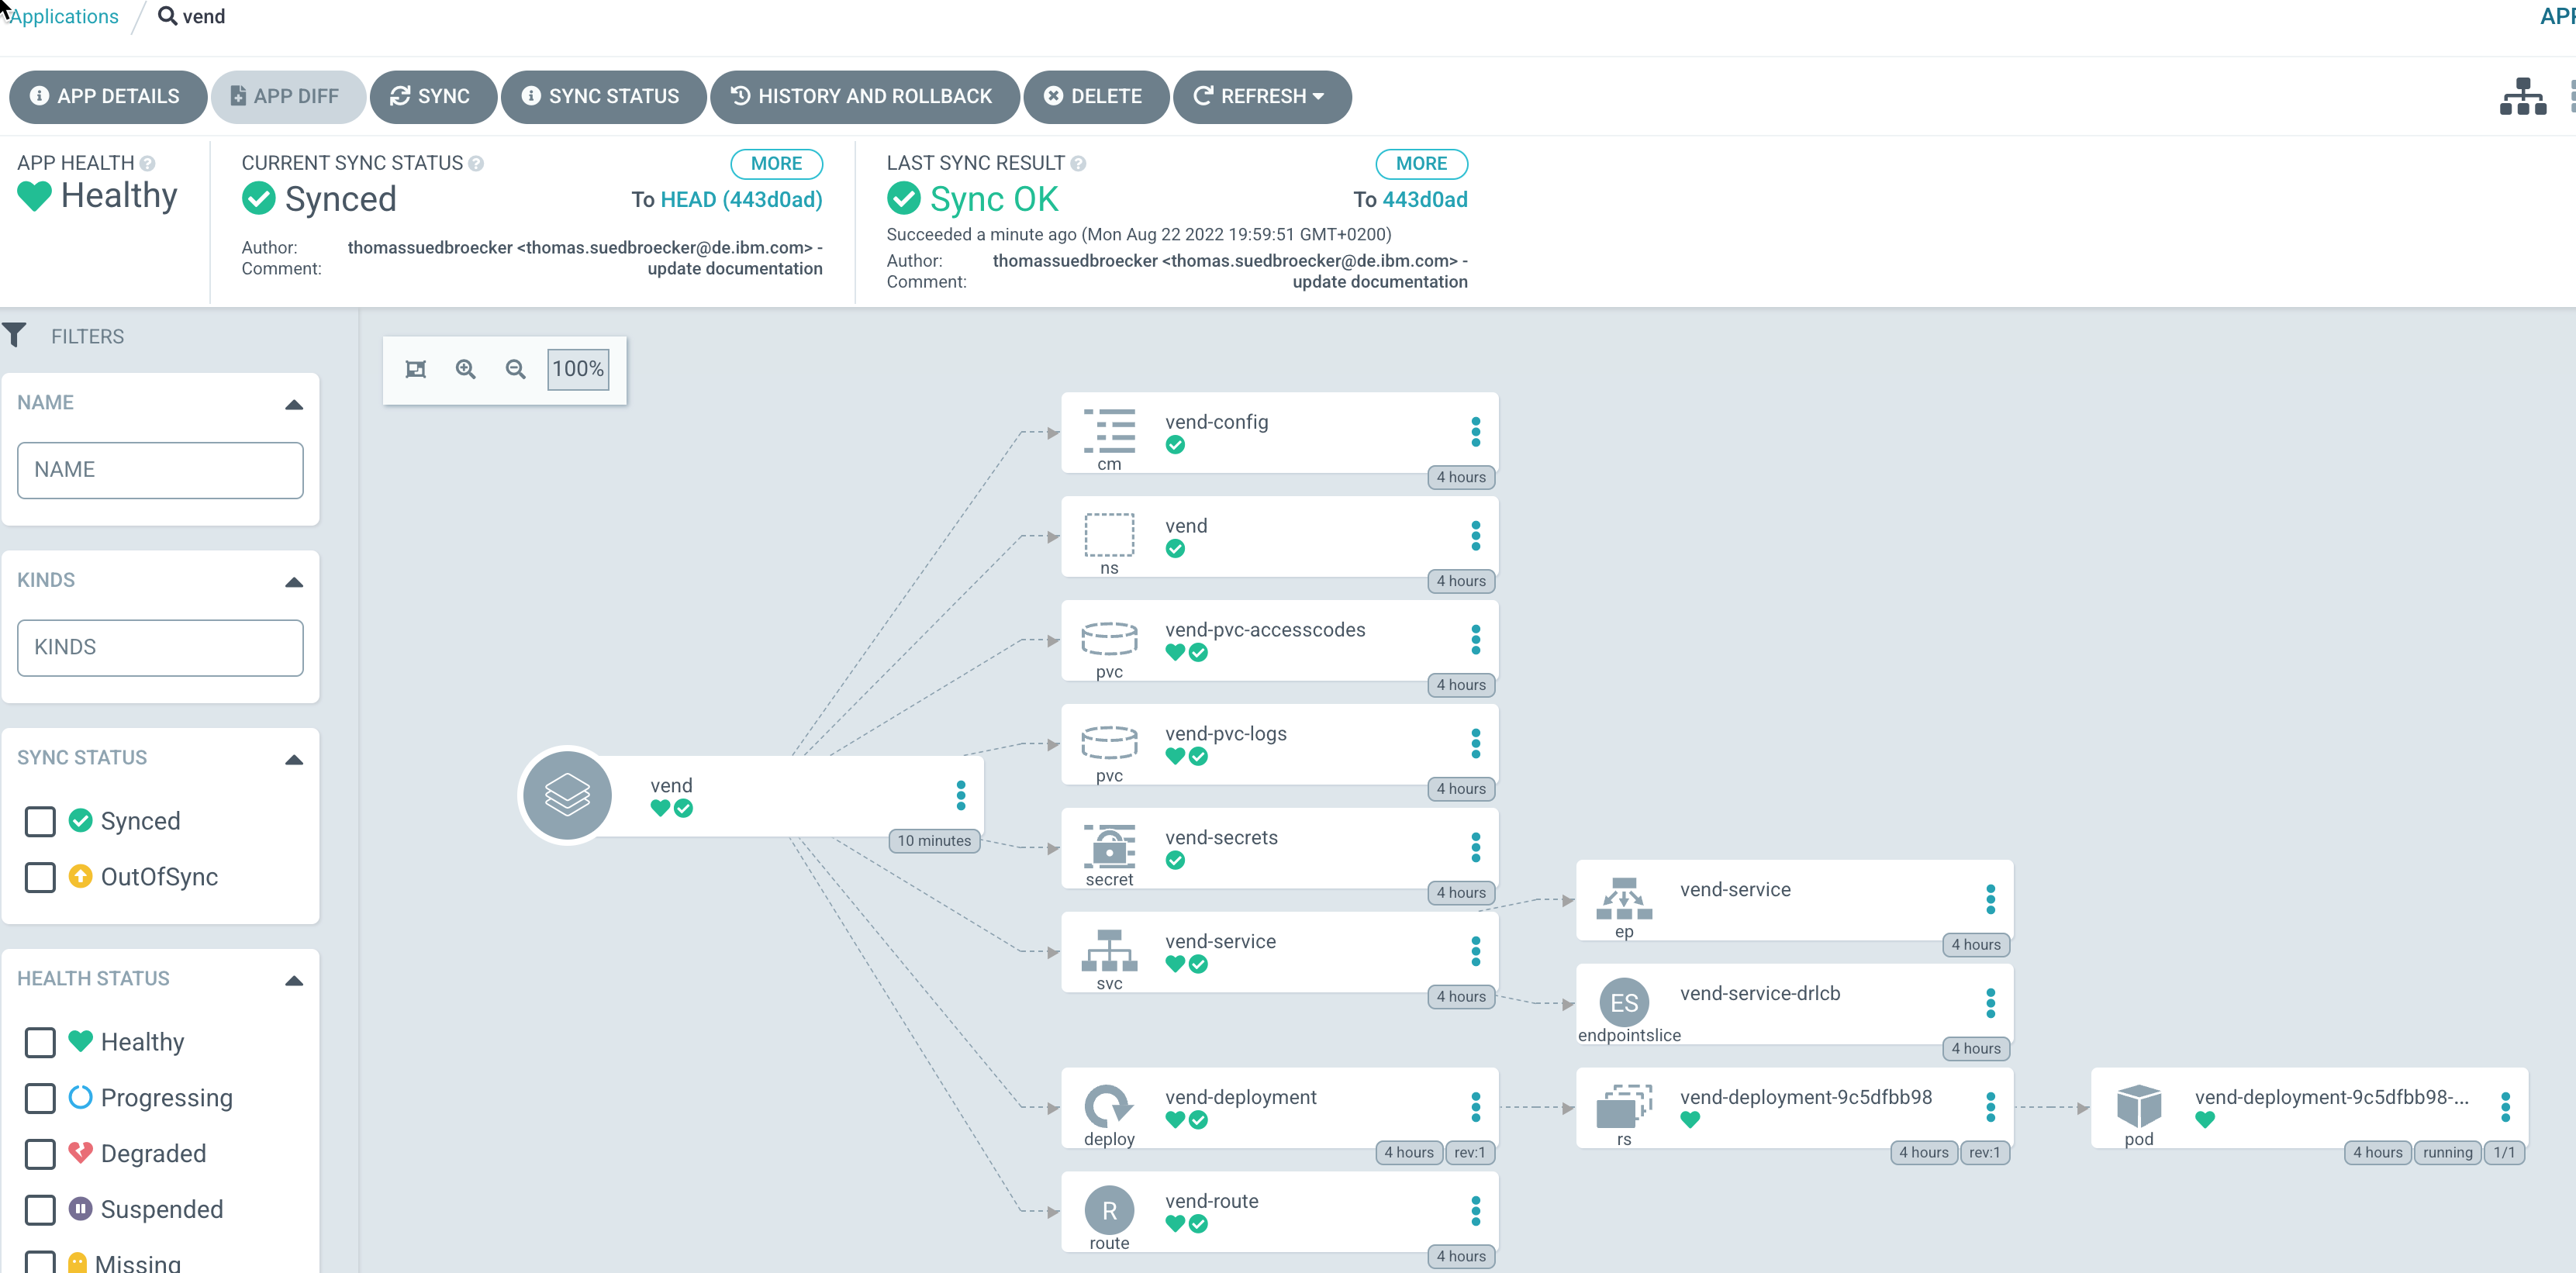 Applications / vend
APP
APP DETAILS APP DIFF SYNC SYNC STATUS HISTORY AND ROLLBACK DELETE REFRESH
APP HEALTH
Healthy
CURRENT SYNC STATUS MORE
Synced To HEAD (443d0ad)
Author: thomassuedbroecker <thomas.suedbroecker@de.ibm.com> -
Comment: update documentation
LAST SYNC RESULT MORE
Sync OK To 443d0ad
Succeeded a minute ago (Mon Aug 22 2022 19:59:51 GMT+0200)
Author: thomassuedbroecker <thomas.suedbroecker@de.ibm.com> -
Comment: update documentation
FILTERS
NAME
NAME
KINDS
KINDS
SYNC STATUS
Synced
OutOfSync
HEALTH STATUS
Healthy
Progressing
Degraded
Suspended
Missing
100%
vend
10 minutes
vend-config
cm
4 hours
vend
ns
4 hours
vend-pvc-accesscodes
pvc
4 hours
vend-pvc-logs
pvc
4 hours
vend-secrets
secret
4 hours
vend-service
svc
4 hours
vend-service
ep
4 hours
vend-service-drlcb
ES
endpointslice
4 hours
vend-deployment
deploy
4 hours rev:1
vend-deployment-9c5dfbb98
rs
4 hours rev:1
vend-deployment-9c5dfbb98-...
pod
4 hours running 1/1
vend-route
R
route
4 hours